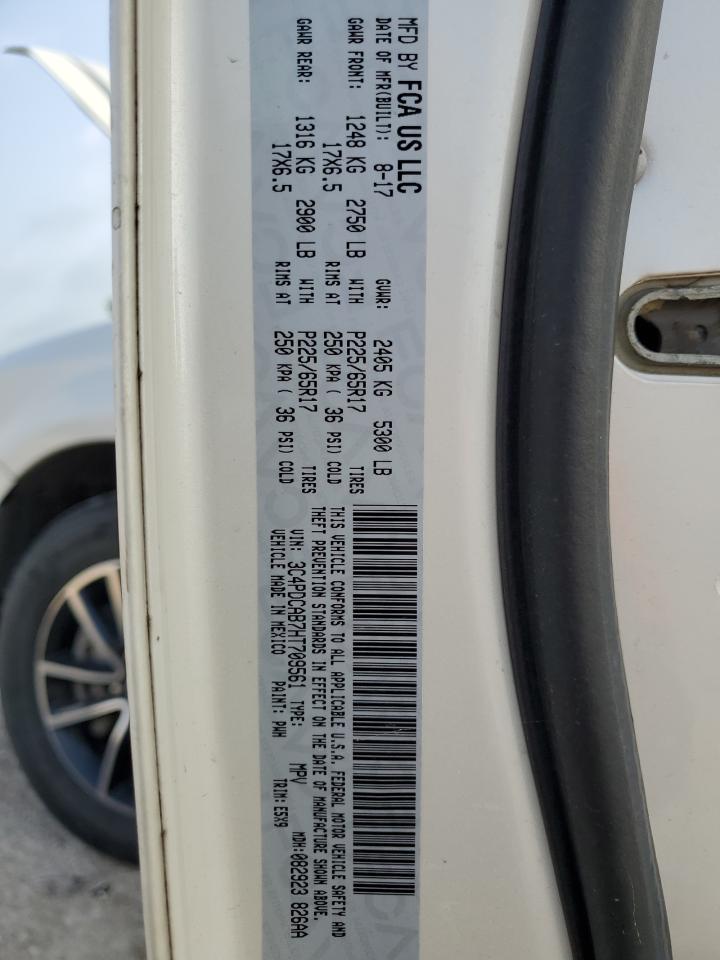 MFD BY FCA US LLC
DATE OF MFR(BUILT): 8-17 GVWR: 2405 KG 5300 LB
GAWR FRONT: 1248 KG 2750 LB WITH P225/65R17 TIRES
17X6.5 RIMS AT 250 KPA ( 36 PSI) COLD
GAWR REAR: 1316 KG 2900 LB WITH P225/65R17 TIRES
17X6.5 RIMS AT 250 KPA ( 36 PSI) COLD
THIS VEHICLE CONFORMS TO ALL APPLICABLE U.S.A. FEDERAL MOTOR VEHICLE SAFETY AND
THEFT PREVENTION STANDARDS IN EFFECT ON THE DATE OF MANUFACTURE SHOWN ABOVE.
VIN: 3C4PDCAB7HT709561 TYPE: MPV MDH:082923 826AA
VEHICLE MADE IN MEXICO PAINT: PWH TRIM: E5X9